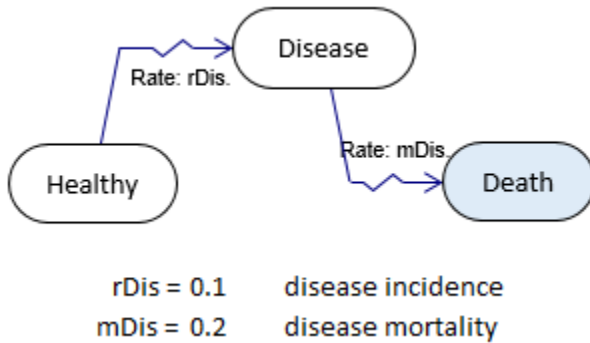 Disease
Rate: rDis.
Rate: mDis.
Healthy
Death
rDis = 0.1 disease incidence
mDis = 0.2 disease mortality